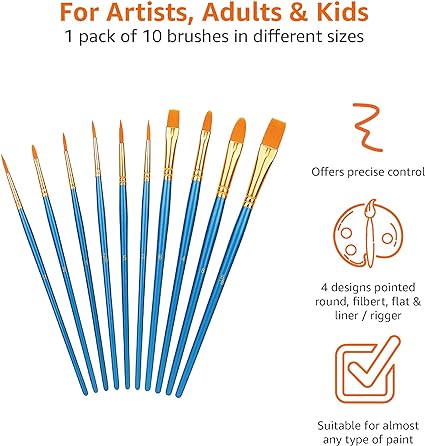 For Artists, Adults & Kids
1 pack of 10 brushes in different sizes
Offers precise control
4 designs pointed
round, filbert, flat &
liner / rigger
Suitable for almost
any type of paint